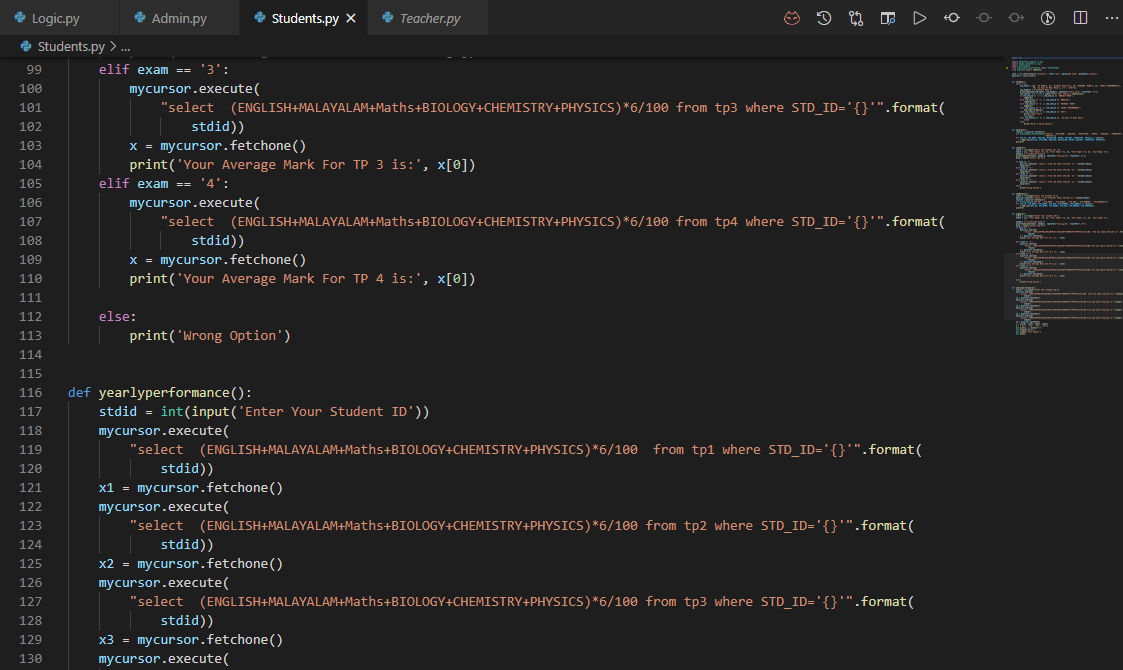 Logic.py Admin.py Students.py Teacher.py
Students.py > ...
99 elif exam == '3':
100 mycursor.execute(
101 "select  (ENGLISH+MALAYALAM+Maths+BIOLOGY+CHEMISTRY+PHYSICS)*6/100 from tp3 where STD_ID='{}'".format(
102 stdid))
103 x = mycursor.fetchone()
104 print('Your Average Mark For TP 3 is:', x[0])
105 elif exam == '4':
106 mycursor.execute(
107 "select  (ENGLISH+MALAYALAM+Maths+BIOLOGY+CHEMISTRY+PHYSICS)*6/100 from tp4 where STD_ID='{}'".format(
108 stdid))
109 x = mycursor.fetchone()
110 print('Your Average Mark For TP 4 is:', x[0])
111
112 else:
113 print('Wrong Option')
114
115
116 def yearlyperformance():
117 stdid = int(input('Enter Your Student ID'))
118 mycursor.execute(
119 "select  (ENGLISH+MALAYALAM+Maths+BIOLOGY+CHEMISTRY+PHYSICS)*6/100  from tp1 where STD_ID='{}'".format(
120 stdid))
121 x1 = mycursor.fetchone()
122 mycursor.execute(
123 "select  (ENGLISH+MALAYALAM+Maths+BIOLOGY+CHEMISTRY+PHYSICS)*6/100 from tp2 where STD_ID='{}'".format(
124 stdid))
125 x2 = mycursor.fetchone()
126 mycursor.execute(
127 "select  (ENGLISH+MALAYALAM+Maths+BIOLOGY+CHEMISTRY+PHYSICS)*6/100 from tp3 where STD_ID='{}'".format(
128 stdid))
129 x3 = mycursor.fetchone()
130 mycursor.execute(